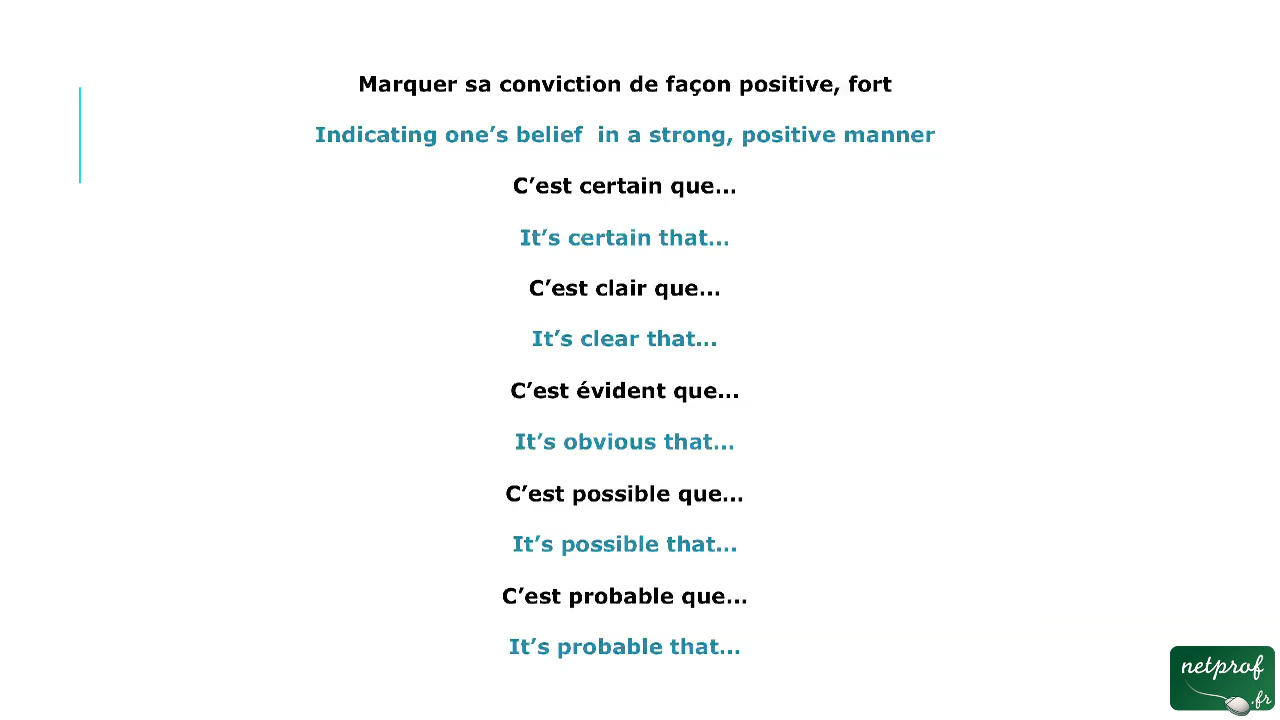 Marquer sa conviction de façon positive, fort
Indicating one’s belief  in a strong, positive manner
C’est certain que…
It’s certain that…
C’est clair que…
It’s clear that…
C’est évident que…
It’s obvious that…
C’est possible que…
It’s possible that…
C’est probable que…
It’s probable that…
netprof
.fr